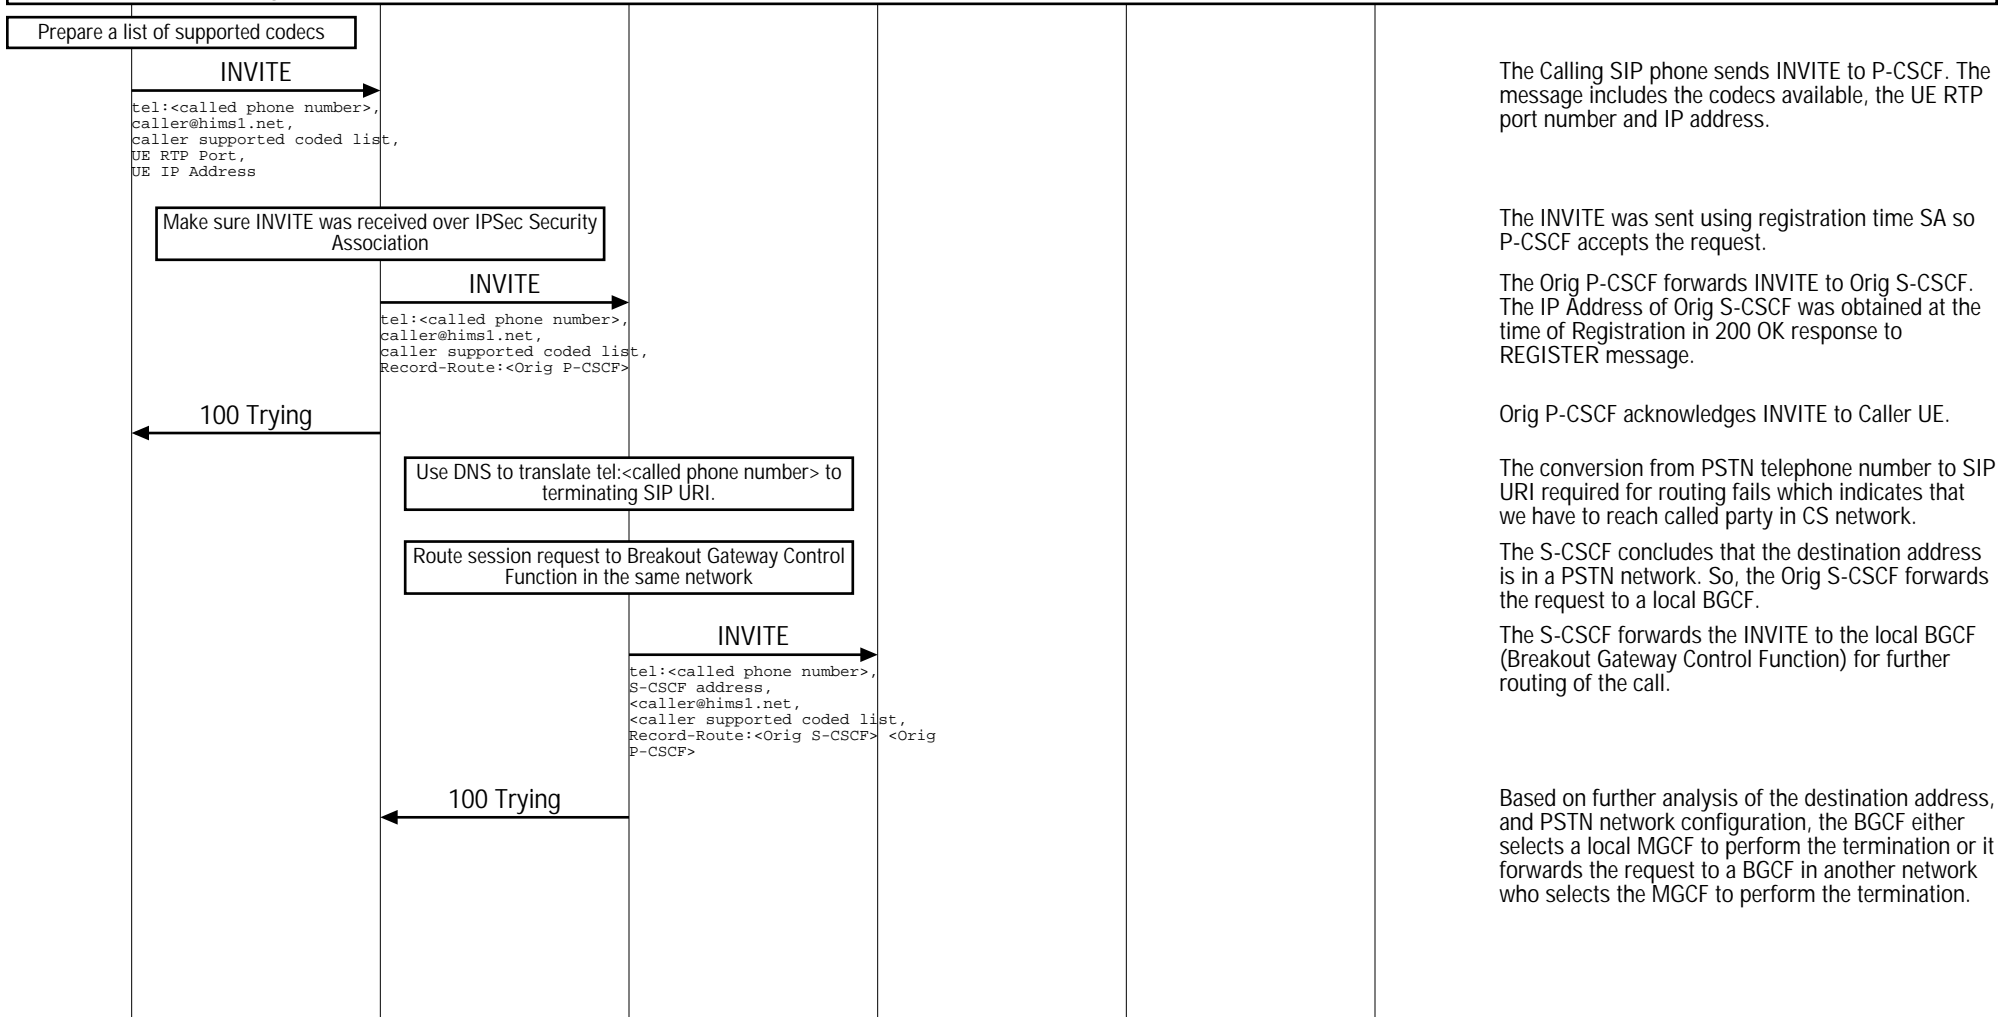 Prepare a list of supported codecs
INVITE
tel:<called phone number>,
caller@hims1.net,
caller supported coded list,
UE RTP Port,
UE IP Address
The Calling SIP phone sends INVITE to P-CSCF. The
message includes the codecs available, the UE RTP
port number and IP address.
Make sure INVITE was received over IPSec Security
Association
The INVITE was sent using registration time SA so
P-CSCF accepts the request.
INVITE
tel:<called phone number>,
caller@hims1.net,
caller supported coded list,
Record-Route:<Orig P-CSCF>
The Orig P-CSCF forwards INVITE to Orig S-CSCF.
The IP Address of Orig S-CSCF was obtained at the
time of Registration in 200 OK response to
REGISTER message.
100 Trying
Orig P-CSCF acknowledges INVITE to Caller UE.
Use DNS to translate tel:<called phone number> to
terminating SIP URI.
The conversion from PSTN telephone number to SIP
URI required for routing fails which indicates that
we have to reach called party in CS network.
Route session request to Breakout Gateway Control
Function in the same network
The S-CSCF concludes that the destination address
is in a PSTN network. So, the Orig S-CSCF forwards
the request to a local BGCF.
INVITE
tel:<called phone number>,
S-CSCF address,
<caller@hims1.net,
<caller supported coded list,
Record-Route:<Orig S-CSCF> <Orig
P-CSCF>
The S-CSCF forwards the INVITE to the local BGCF
(Breakout Gateway Control Function) for further
routing of the call.
100 Trying
Based on further analysis of the destination address,
and PSTN network configuration, the BGCF either
selects a local MGCF to perform the termination or it
forwards the request to a BGCF in another network
who selects the MGCF to perform the termination.